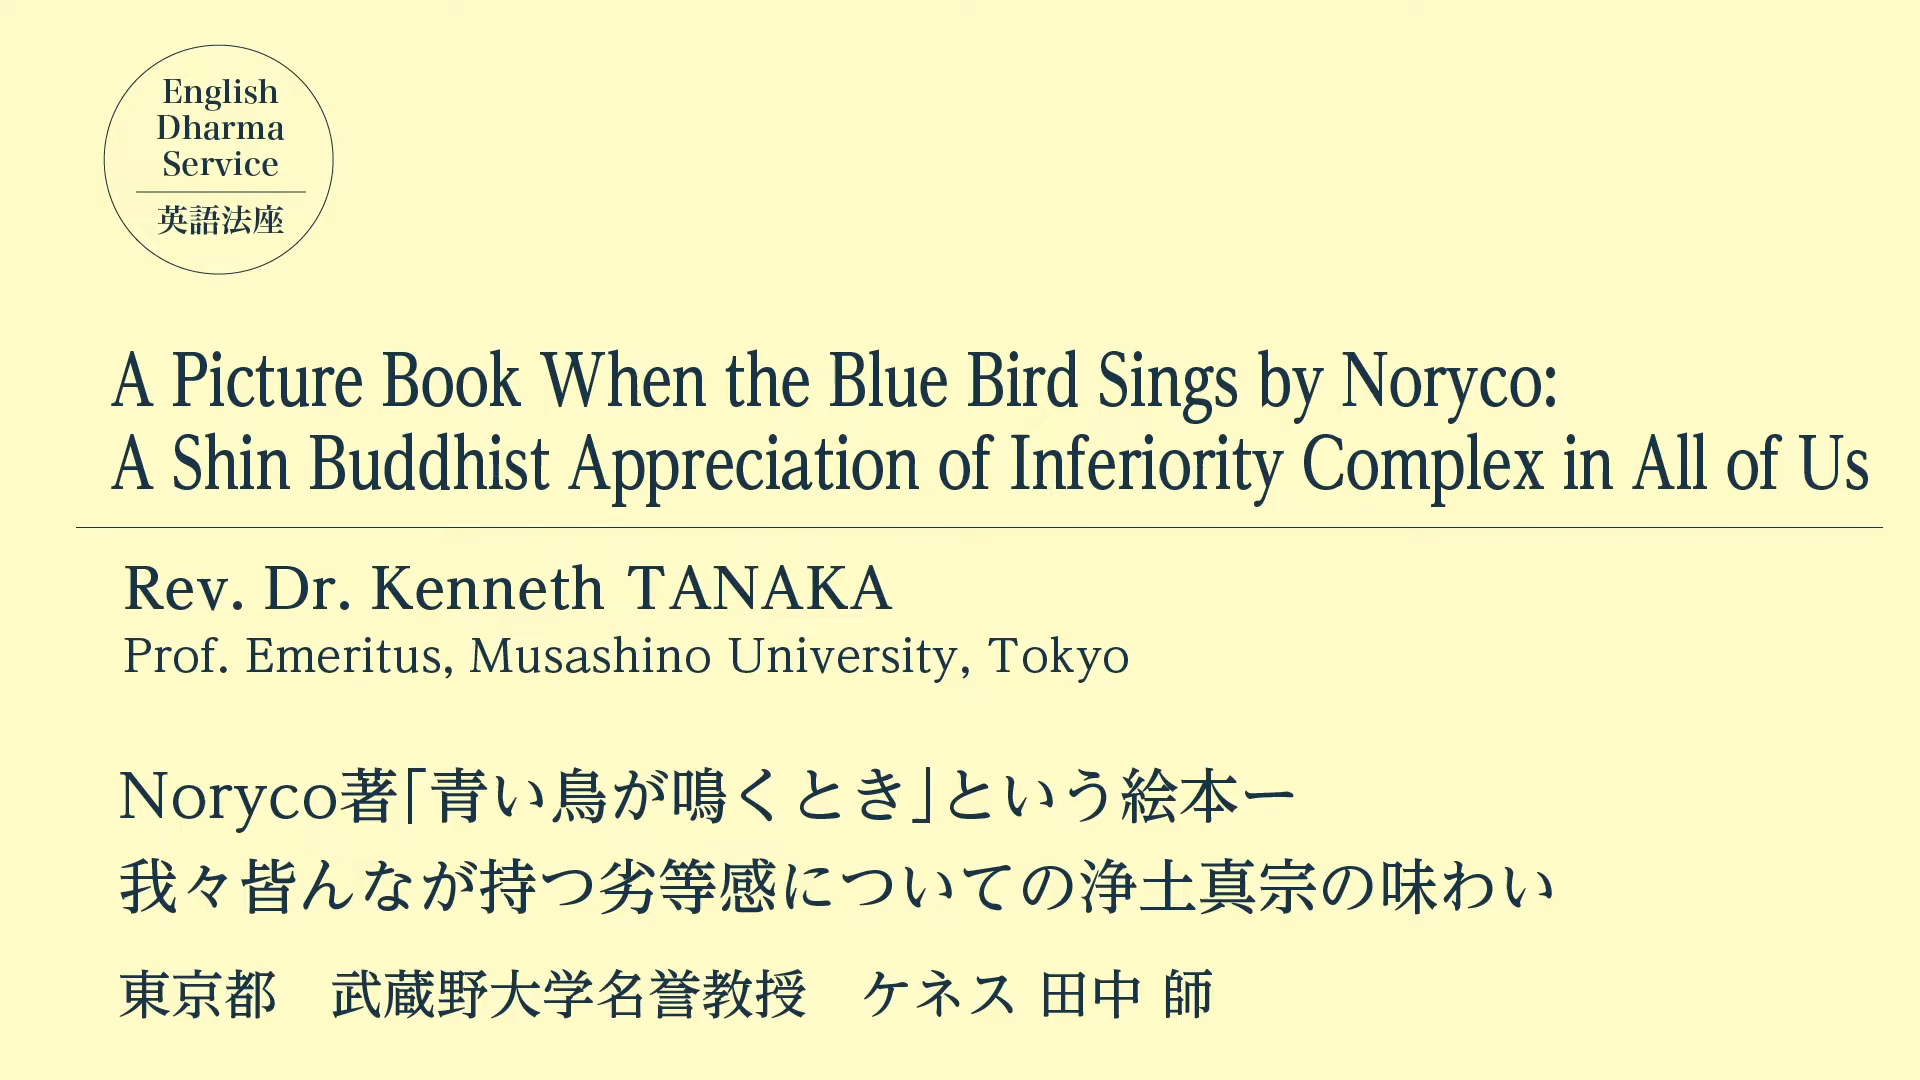 English
Dharma
Service
英語法座
A Picture Book When the Blue Bird Sings by Noryco:
A Shin Buddhist Appreciation of Inferiority Complex in All of Us
Rev. Dr. Kenneth TANAKA
Prof. Emeritus, Musashino University, Tokyo
Noryco著「青い鳥が鳴くとき」という絵本ー
我々皆んなが持つ劣等感についての浄土真宗の味わい
東京都　武蔵野大学名誉教授　ケネス 田中 師